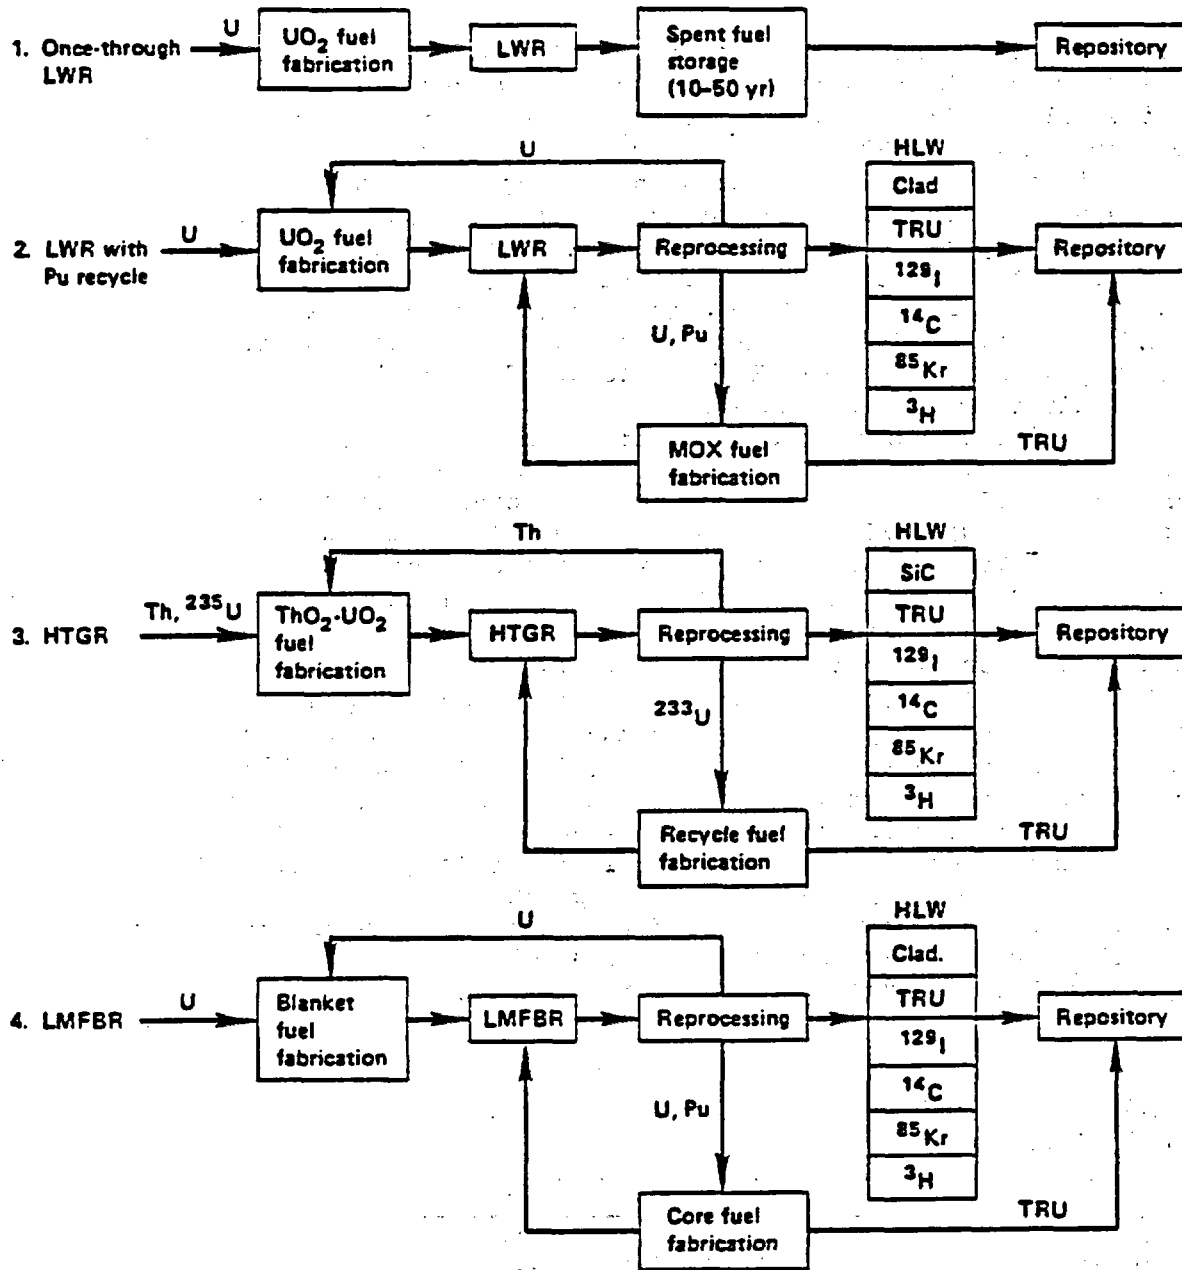 1. Once-through
LWR
U
UO₂ fuel
fabrication
LWR
Spent fuel
storage
(10–50 yr)
Repository
2. LWR with
Pu recycle
U
UO₂ fuel
fabrication
U
LWR
Reprocessing
U, Pu
MOX fuel
fabrication
HLW
Clad
TRU
¹²⁹I
¹⁴C
⁸⁵Kr
³H
TRU
Repository
3. HTGR
Th, ²³⁵U
ThO₂-UO₂
fuel
fabrication
Th
HTGR
Reprocessing
²³³U
Recycle fuel
fabrication
HLW
SiC
TRU
¹²⁹I
¹⁴C
⁸⁵Kr
³H
TRU
Repository
4. LMFBR
U
Blanket
fuel
fabrication
U
LMFBR
Reprocessing
U, Pu
Core fuel
fabrication
HLW
Clad.
TRU
¹²⁹I
¹⁴C
⁸⁵Kr
³H
TRU
Repository